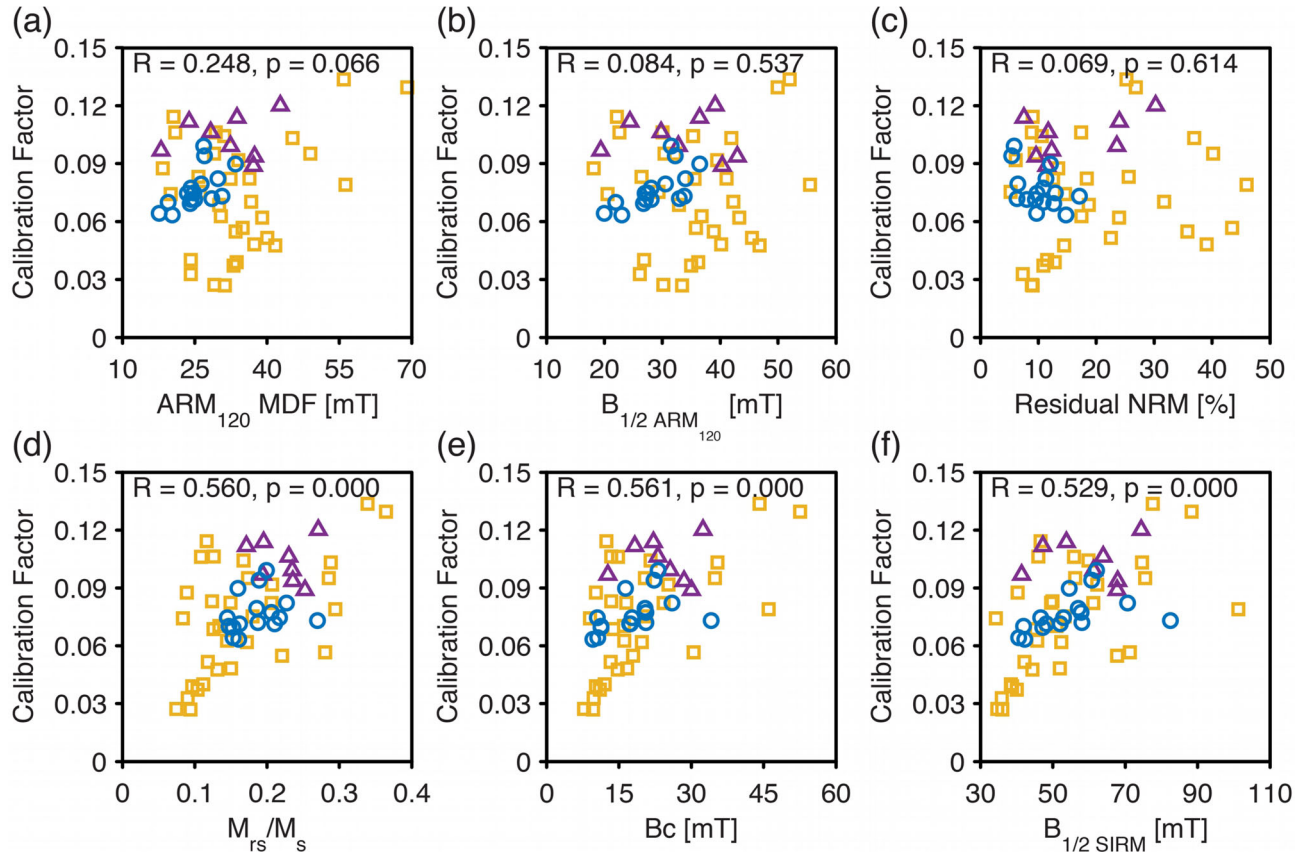 (a)
R = 0.248, p = 0.066
Calibration Factor
0.15
0.12
0.09
0.06
0.03
0
10 25 40 55 70
ARM120 MDF [mT]
(b)
R = 0.084, p = 0.537
Calibration Factor
0.15
0.12
0.09
0.06
0.03
0
10 20 30 40 50 60
B1/2 ARM120 [mT]
(c)
R = 0.069, p = 0.614
Calibration Factor
0.15
0.12
0.09
0.06
0.03
0
0 10 20 30 40 50
Residual NRM [%]
(d)
R = 0.560, p = 0.000
Calibration Factor
0.15
0.12
0.09
0.06
0.03
0
0 0.1 0.2 0.3 0.4
Mrs/Ms
(e)
R = 0.561, p = 0.000
Calibration Factor
0.15
0.12
0.09
0.06
0.03
0
0 15 30 45 60
Bc [mT]
(f)
R = 0.529, p = 0.000
Calibration Factor
0.15
0.12
0.09
0.06
0.03
0
30 50 70 90 110
B1/2 SIRM [mT]